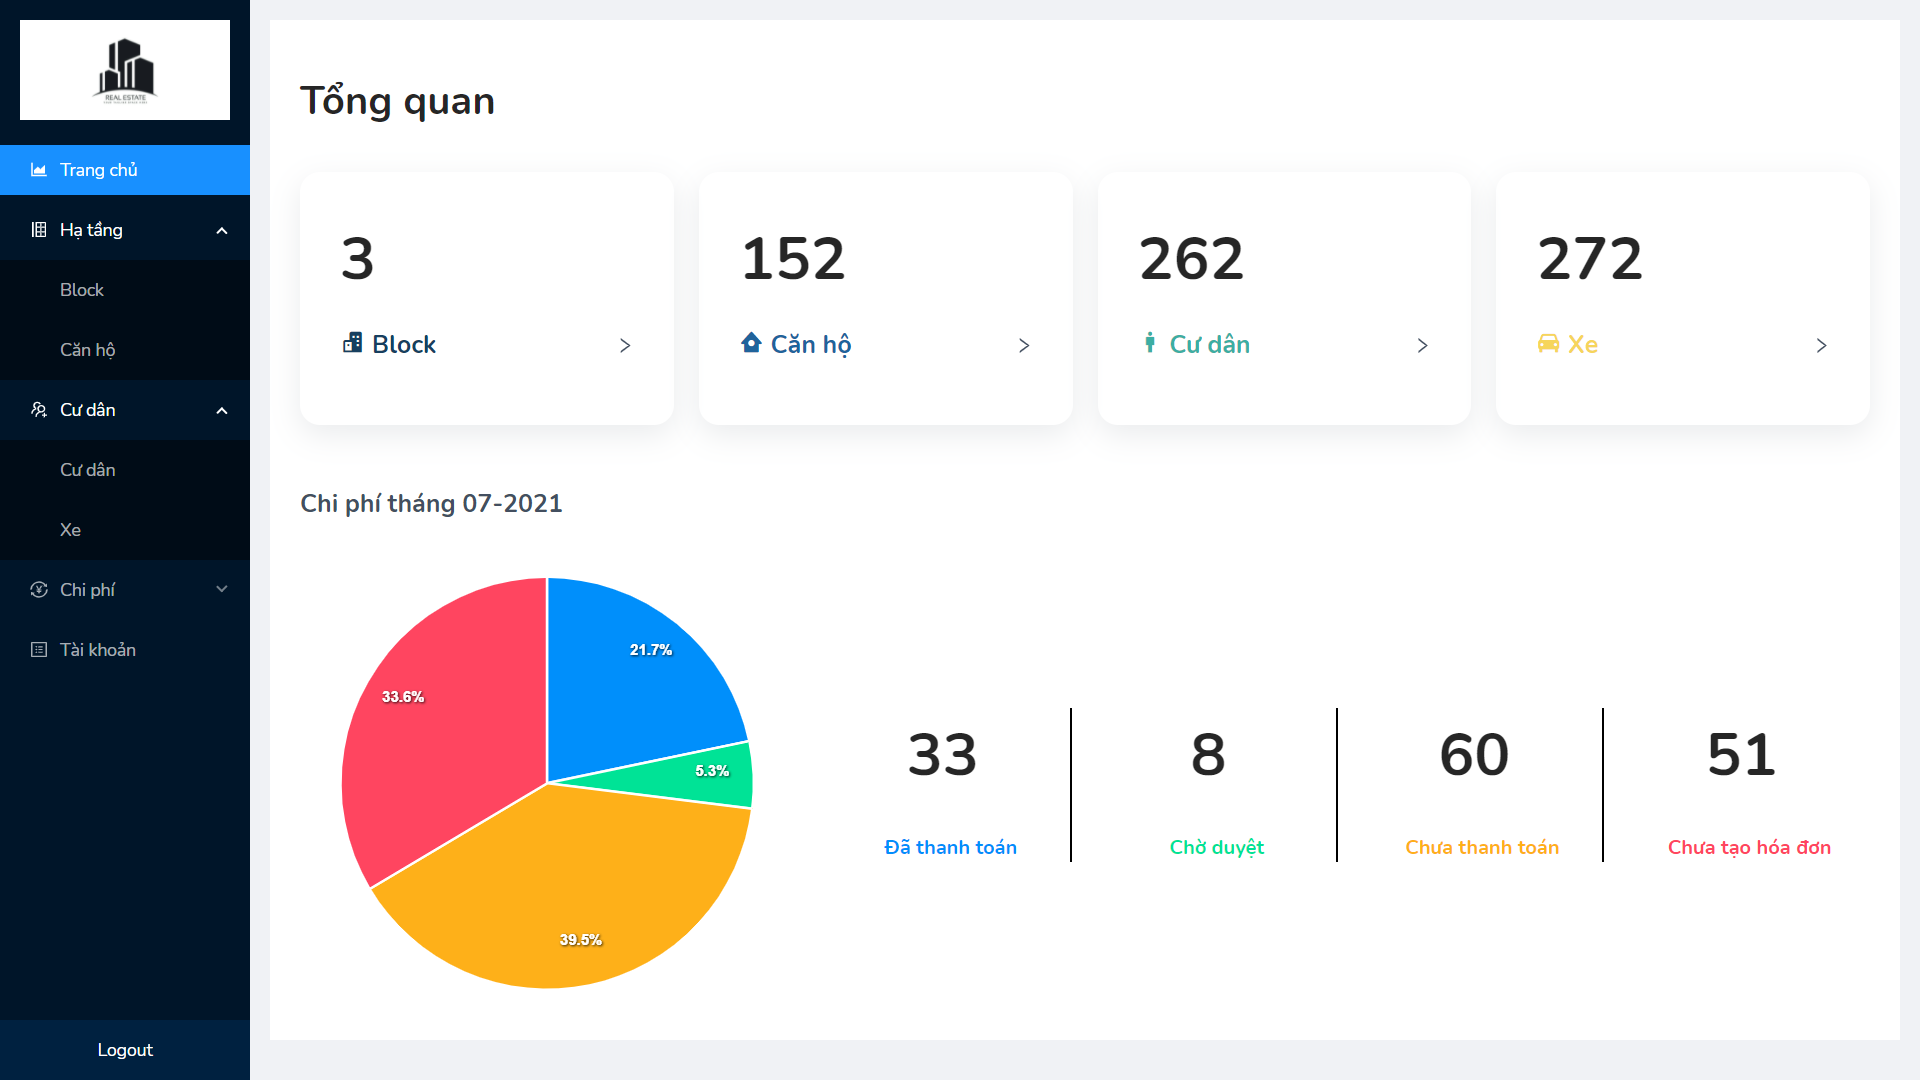 REAL ESTATE
Trang chủ
Hạ tầng
Block
Căn hộ
Cư dân
Cư dân
Xe
Chi phí
Tài khoản
Logout
Tổng quan
3
Block
152
Căn hộ
262
Cư dân
272
Xe
Chi phí tháng 07-2021
21.7%
5.3%
39.5%
33.6%
33
Đã thanh toán
8
Chờ duyệt
60
Chưa thanh toán
51
Chưa tạo hóa đơn